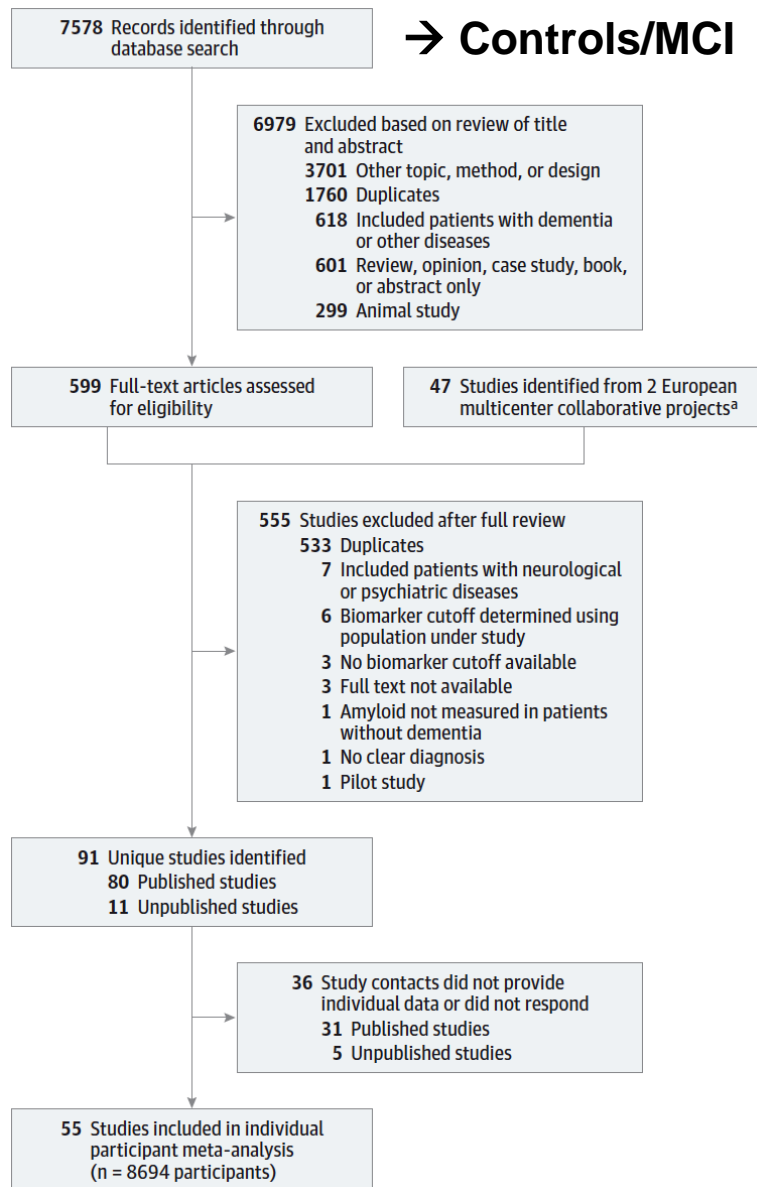 7578 Records identified through
database search
→ Controls/MCI
6979 Excluded based on review of title
and abstract
3701 Other topic, method, or design
1760 Duplicates
618 Included patients with dementia
or other diseases
601 Review, opinion, case study, book,
or abstract only
299 Animal study
599 Full-text articles assessed
for eligibility
47 Studies identified from 2 European
multicenter collaborative projectsᵃ
555 Studies excluded after full review
533 Duplicates
7 Included patients with neurological
or psychiatric diseases
6 Biomarker cutoff determined using
population under study
3 No biomarker cutoff available
3 Full text not available
1 Amyloid not measured in patients
without dementia
1 No clear diagnosis
1 Pilot study
91 Unique studies identified
80 Published studies
11 Unpublished studies
36 Study contacts did not provide
individual data or did not respond
31 Published studies
5 Unpublished studies
55 Studies included in individual
participant meta-analysis
(n = 8694 participants)